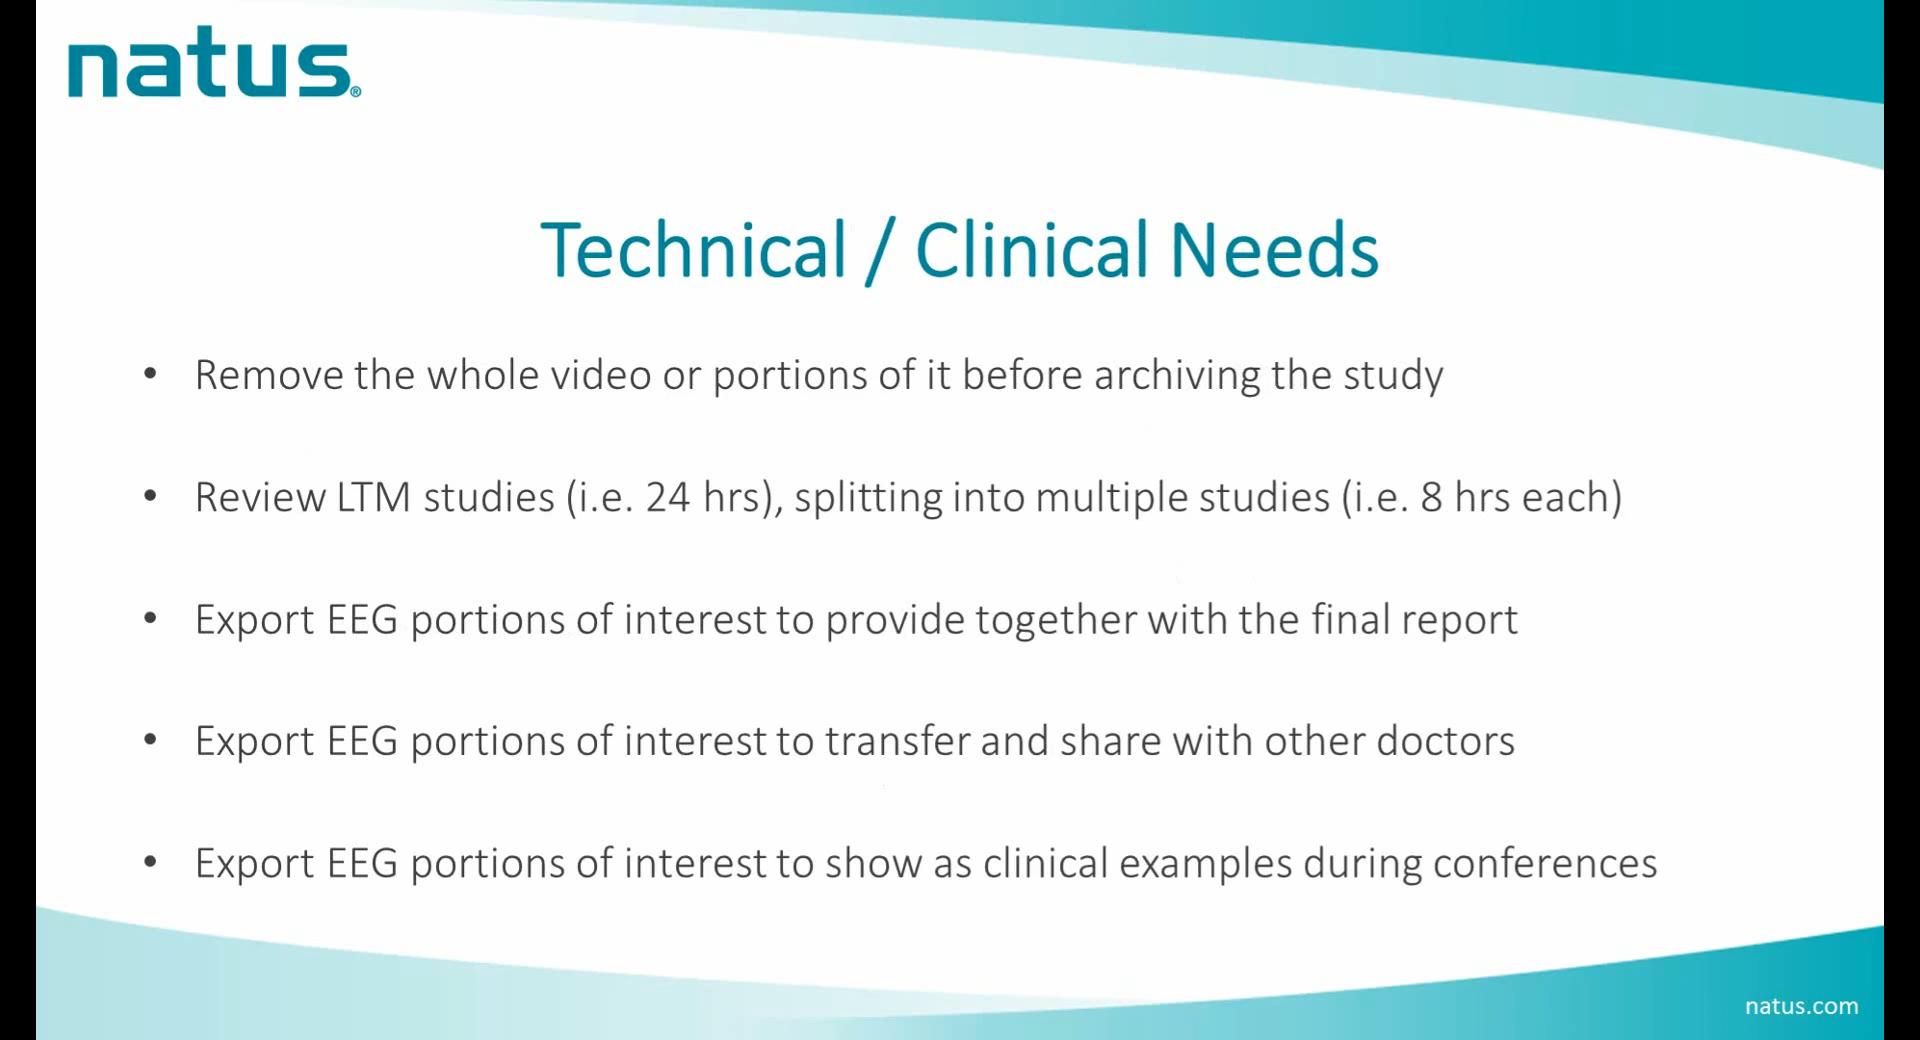 natus®
Technical / Clinical Needs
• Remove the whole video or portions of it before archiving the study
• Review LTM studies (i.e. 24 hrs), splitting into multiple studies (i.e. 8 hrs each)
• Export EEG portions of interest to provide together with the final report
• Export EEG portions of interest to transfer and share with other doctors
• Export EEG portions of interest to show as clinical examples during conferences
natus.com